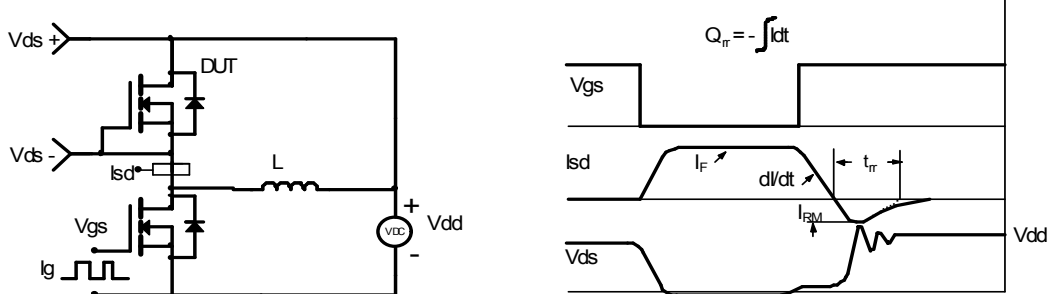 Vds +
DUT
Vds -
Isd
L
Vgs
Ig
+
VDC
-
Vdd
Qrr = - ∫Idt
Vgs
Isd
IF
dI/dt
trr
IRM
Vds
Vdd